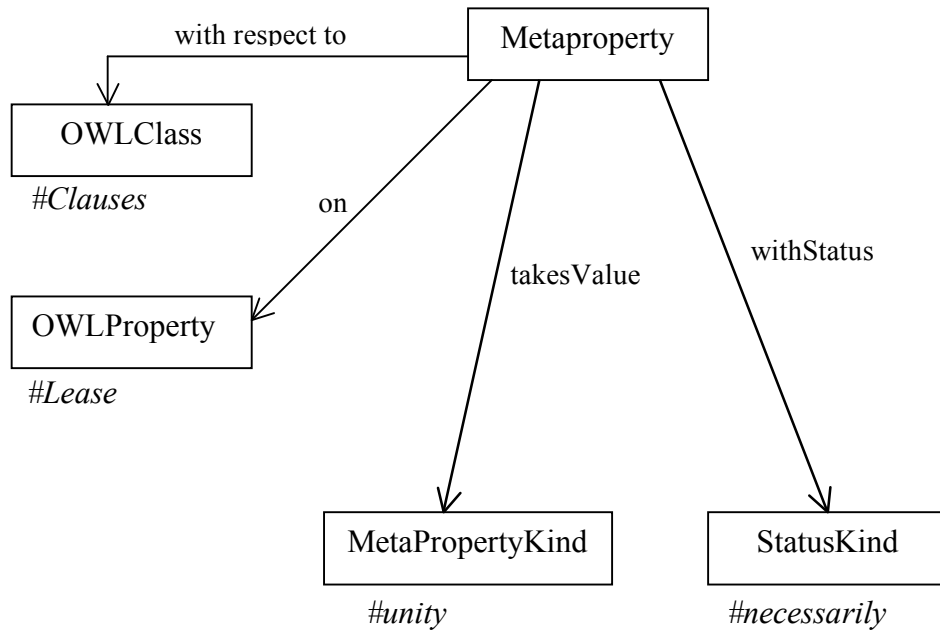 with respect to
Metaproperty
OWLClass
#Clauses
on
withStatus
takesValue
OWLProperty
#Lease
MetaPropertyKind
StatusKind
#unity
#necessarily